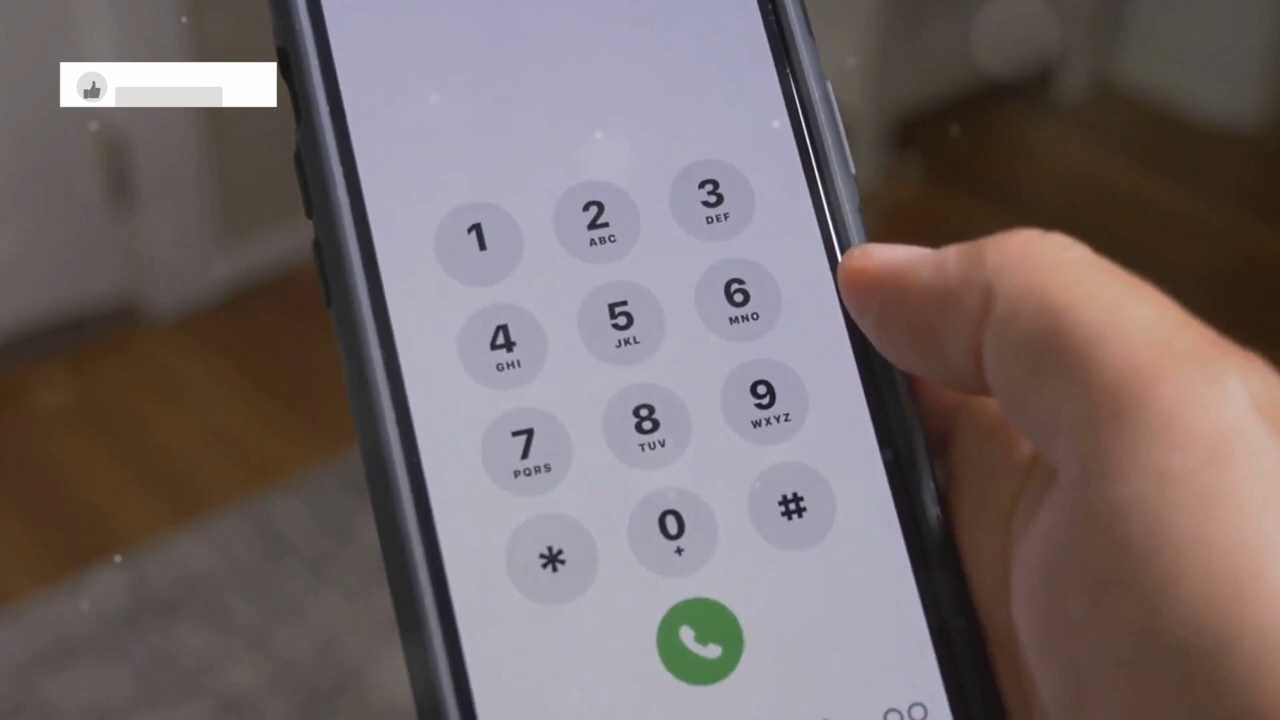 1 2 3
ABC DEF
4 5 6
GHI JKL MNO
7 8 9
PQRS TUV WXYZ
* 0 #
+